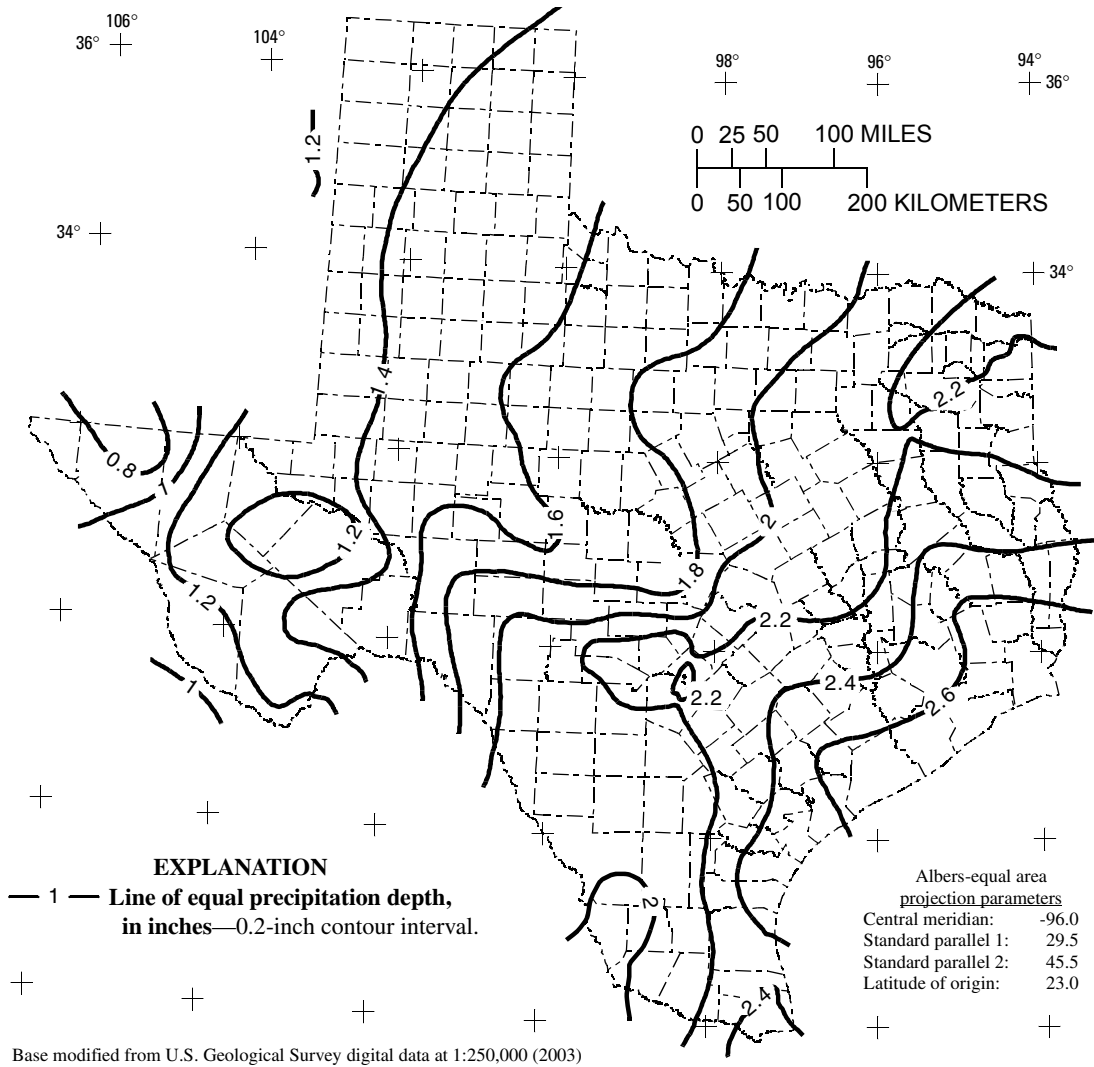 106°
36°
104°
98°
96°
94°
36°
0 25 50 100 MILES
0 50 100 200 KILOMETERS
1.2
34°
34°
1.4
2.2
0.8
1
1.2
1.6
2
1.8
1.2
2.2
2.4
2.2
2.6
1
2
2.4
EXPLANATION
1 Line of equal precipitation depth,
in inches—0.2-inch contour interval.
Albers-equal area
projection parameters
Central meridian: -96.0
Standard parallel 1: 29.5
Standard parallel 2: 45.5
Latitude of origin: 23.0
Base modified from U.S. Geological Survey digital data at 1:250,000 (2003)